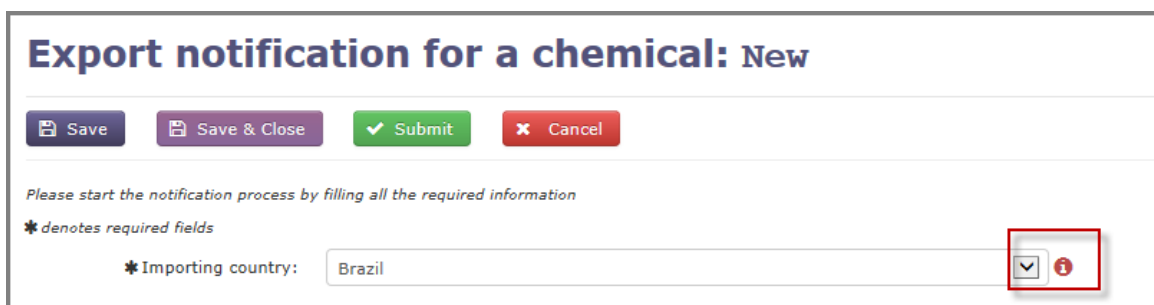 Export notification for a chemical: New
Save Save & Close Submit Cancel
Please start the notification process by filling all the required information
✱ denotes required fields
✱ Importing country: Brazil